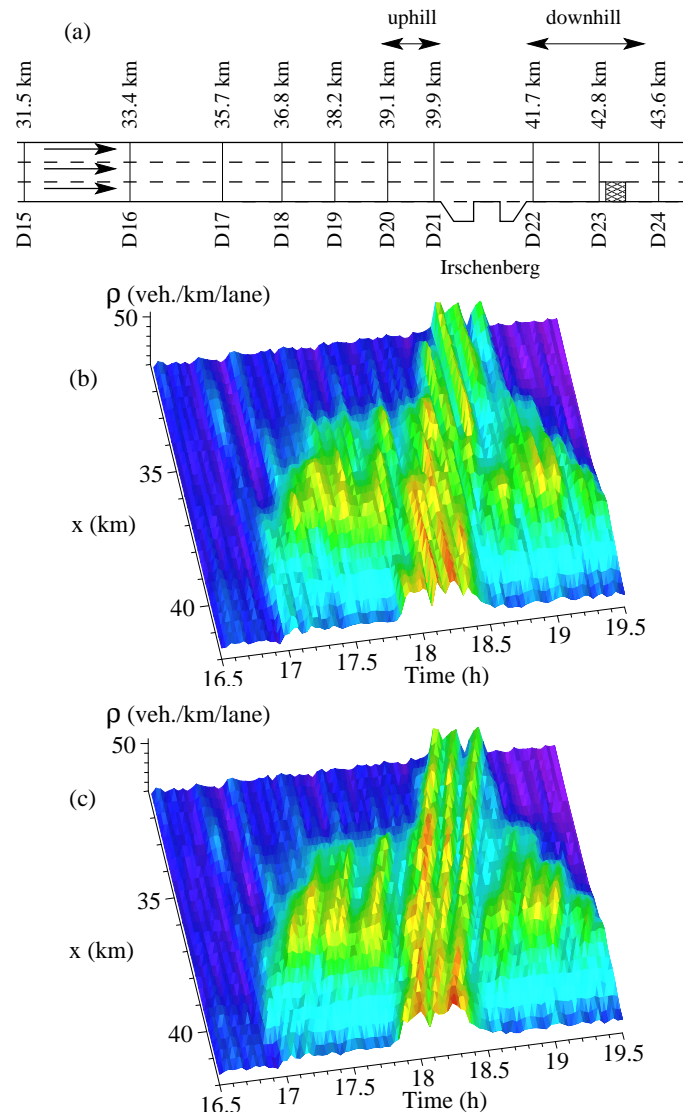 (a)
uphill
downhill
31.5 km
33.4 km
35.7 km
36.8 km
38.2 km
39.1 km
39.9 km
41.7 km
42.8 km
43.6 km
D15
D16
D17
D18
D19
D20
D21
D22
D23
D24
Irschenberg
ρ (veh./km/lane)
50
(b)
35
x (km)
40
16.5
17
17.5
18
18.5
19
19.5
Time (h)
ρ (veh./km/lane)
50
(c)
35
x (km)
40
16.5
17
17.5
18
18.5
19
19.5
Time (h)